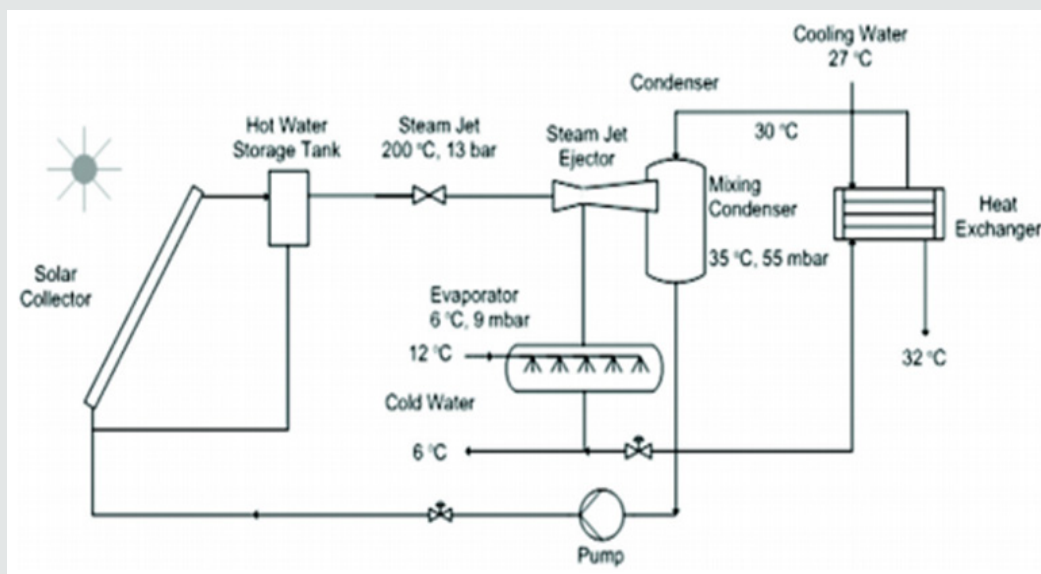 Cooling Water
27 °C
Condenser
30 °C
Hot Water
Storage Tank
Steam Jet
200 °C, 13 bar
Steam Jet
Ejector
Mixing
Condenser
35 °C, 55 mbar
Heat
Exchanger
Solar
Collector
Evaporator
6 °C, 9 mbar
12 °C
32 °C
Cold Water
6 °C
Pump